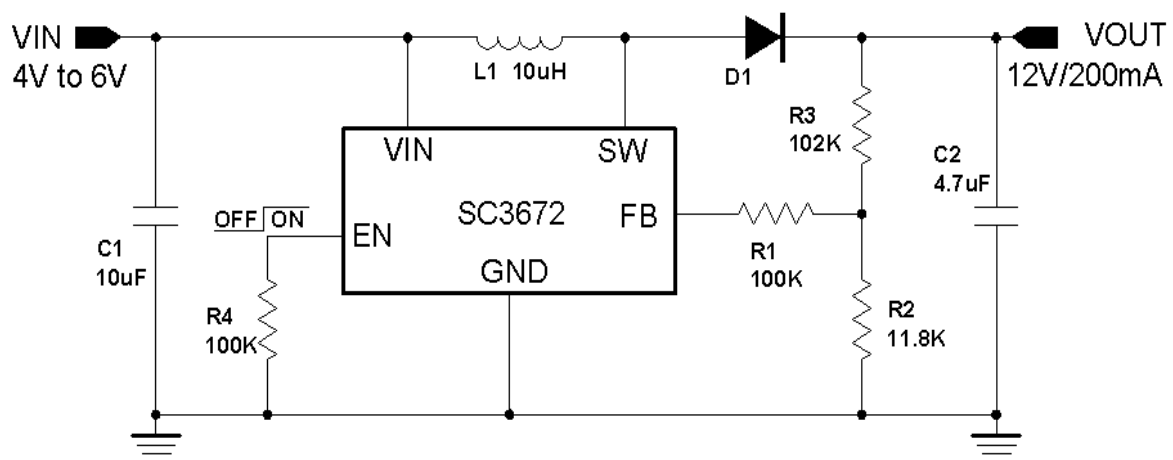 VIN
4V to 6V
L1 10uH
D1
VOUT
12V/200mA
R3
102K
C2
4.7uF
VIN
SW
SC3672
FB
EN
GND
OFF ON
C1
10uF
R1
100K
R4
100K
R2
11.8K